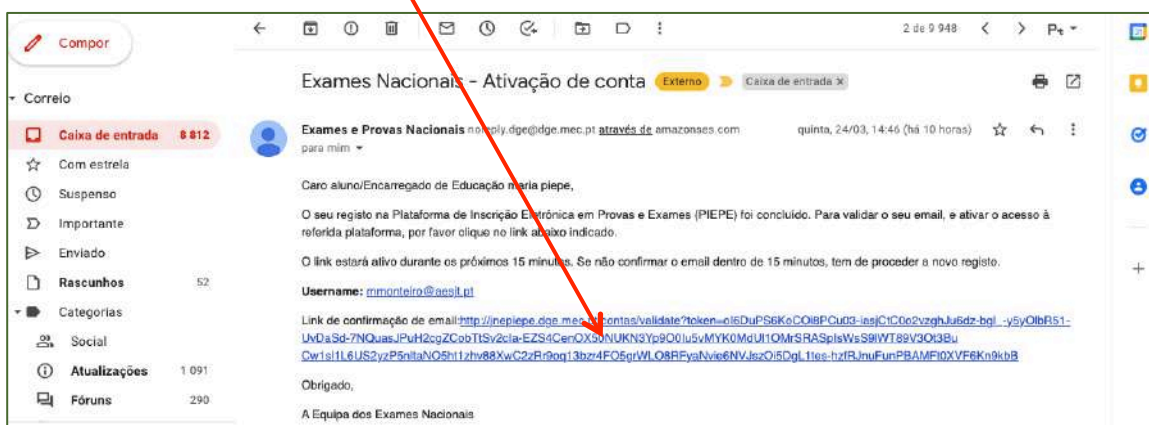 Compor
2 de 9 948
Pt
Exames Nacionais - Ativação de conta Externo Caixa de entrada x
Correio
Caixa de entrada 8 812
Exames e Provas Nacionais noreply.dge@dge.mec.pt através de amazonses.com quinta, 24/03, 14:46 (há 10 horas)
para mim
Com estrela
Suspenso
Caro aluno/Encarregado de Educação maria piepe,
Importante
O seu registo na Plataforma de Inscrição Eletrónica em Provas e Exames (PIEPE) foi concluído. Para validar o seu email, e ativar o acesso à
referida plataforma, por favor clique no link abaixo indicado.
Enviado
O link estará ativo durante os próximos 15 minutos. Se não confirmar o email dentro de 15 minutos, tem de proceder a novo registo.
Rascunhos 52
Username: mmonteiro@aesjt.pt
Categorias
Link de confirmação de email:
Social
Atualizações 1 091
Obrigado,
Fóruns 290
A Equipa dos Exames Nacionais